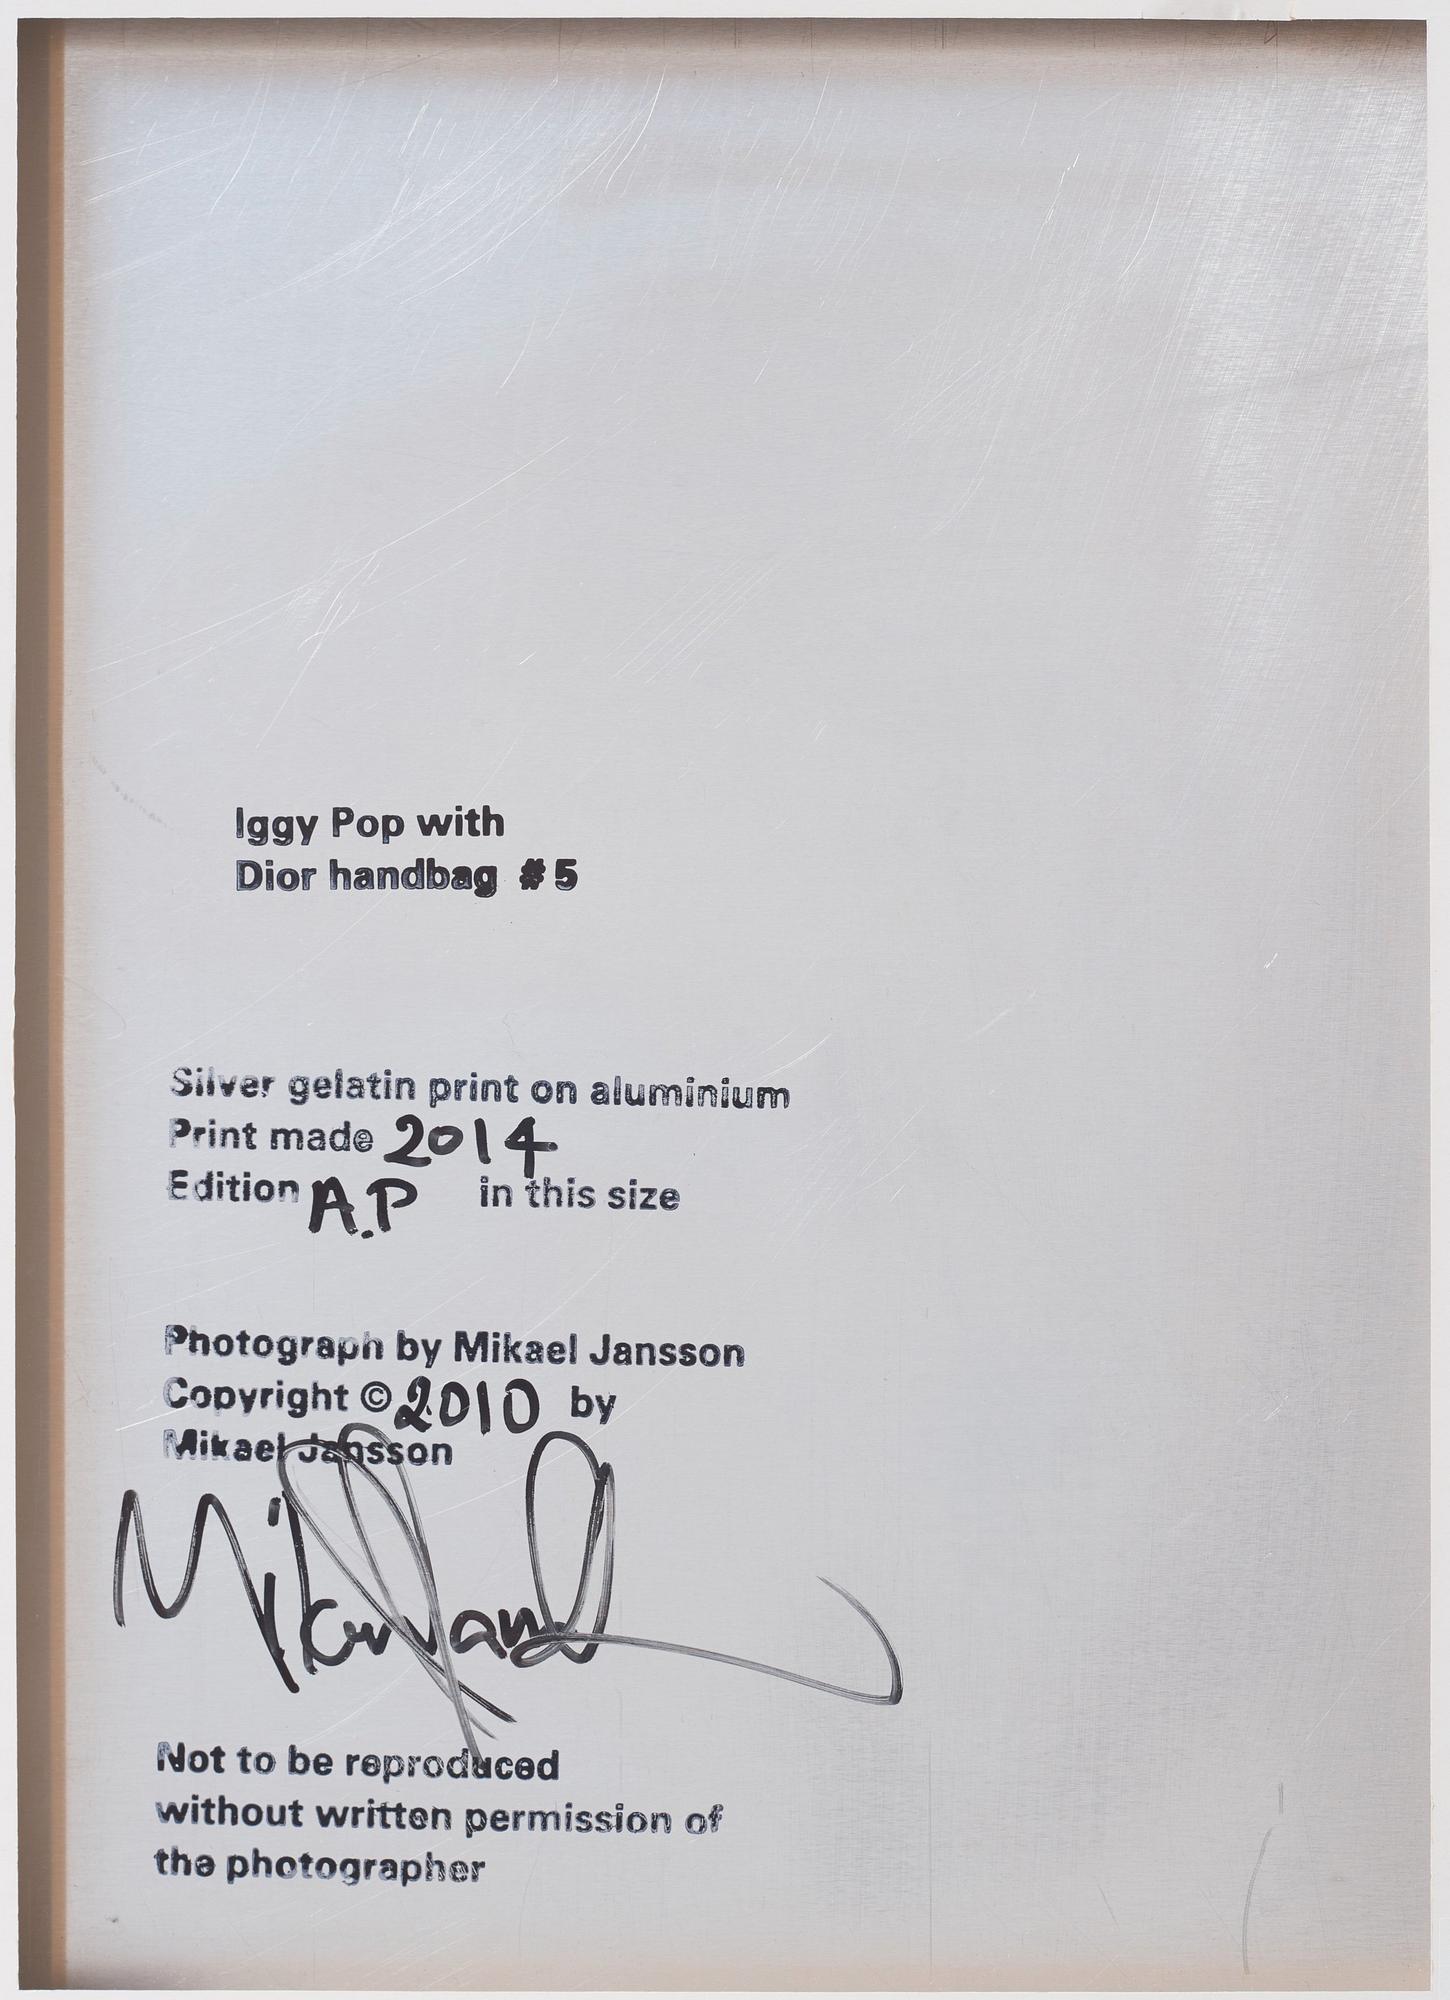 Iggy Pop with
Dior handbag #5
Silver gelatin print on aluminium
Print made 2014
Edition A.P in this size
Photograph by Mikael Jansson
Copyright © 2010 by
Mikael Jansson
Not to be reproduced
without written permission of
the photographer